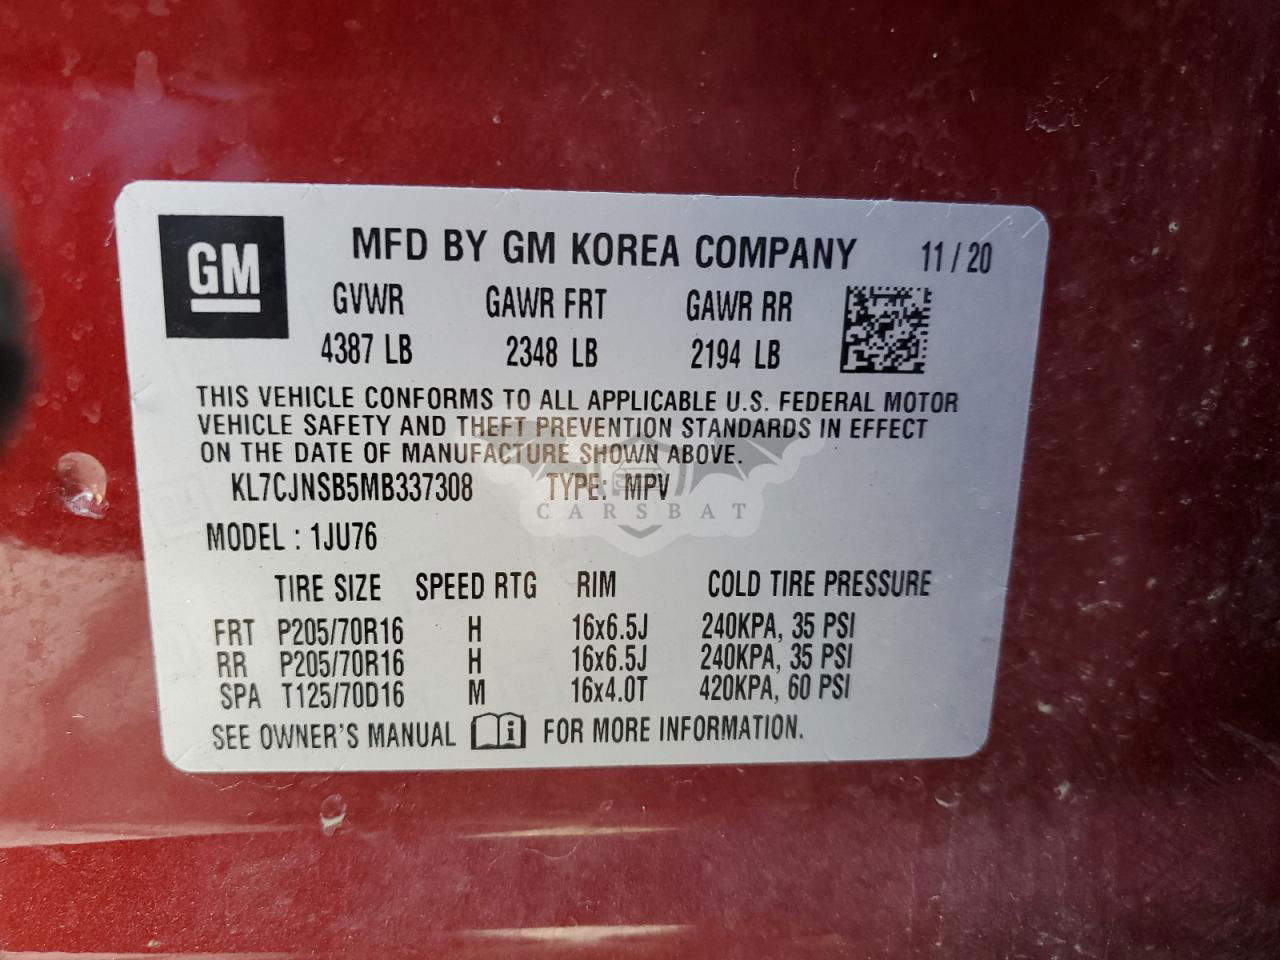 GM
MFD BY GM KOREA COMPANY 11 / 20
GVWR GAWR FRT GAWR RR
4387 LB 2348 LB 2194 LB
THIS VEHICLE CONFORMS TO ALL APPLICABLE U.S. FEDERAL MOTOR
VEHICLE SAFETY AND THEFT PREVENTION STANDARDS IN EFFECT
ON THE DATE OF MANUFACTURE SHOWN ABOVE.
KL7CJNSB5MB337308 TYPE: MPV
CARSBAT
MODEL : 1JU76
TIRE SIZE SPEED RTG RIM COLD TIRE PRESSURE
FRT P205/70R16 H 16x6.5J 240KPA, 35 PSI
RR P205/70R16 H 16x6.5J 240KPA, 35 PSI
SPA T125/70D16 M 16x4.0T 420KPA, 60 PSI
SEE OWNER'S MANUAL i FOR MORE INFORMATION.